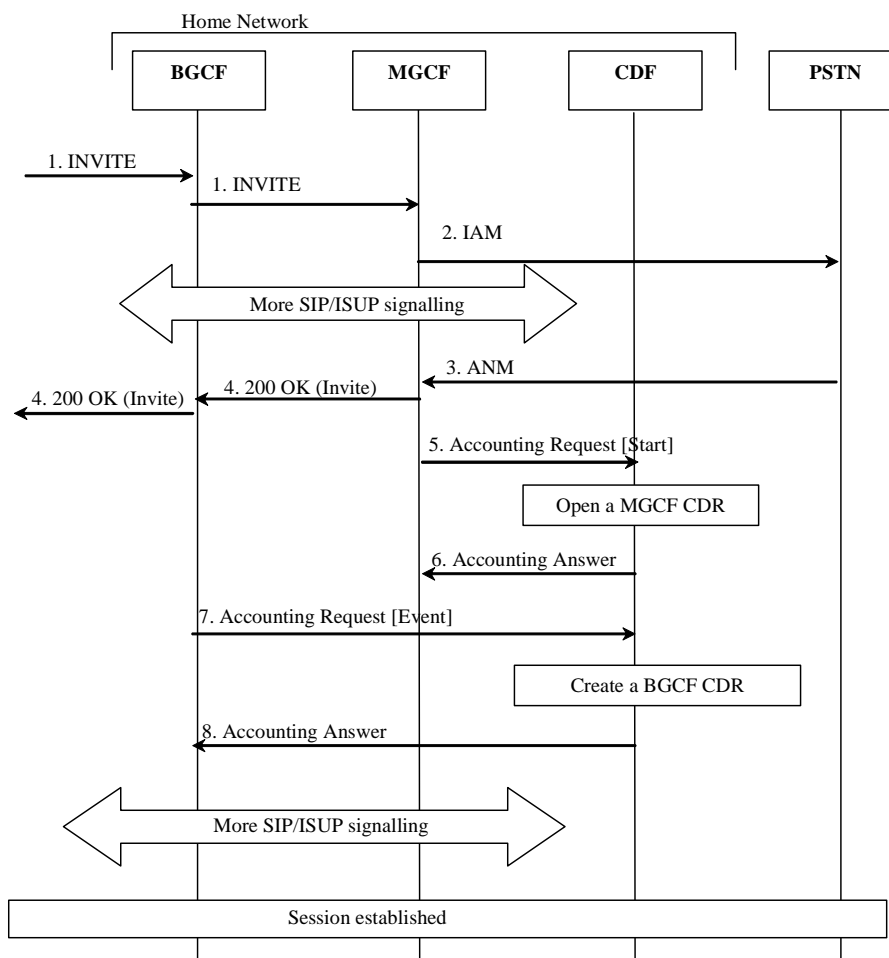 Home Network
BGCF
MGCF
CDF
PSTN
1. INVITE
1. INVITE
2. IAM
More SIP/ISUP signalling
3. ANM
4. 200 OK (Invite)
4. 200 OK (Invite)
5. Accounting Request [Start]
Open a MGCF CDR
6. Accounting Answer
7. Accounting Request [Event]
Create a BGCF CDR
8. Accounting Answer
More SIP/ISUP signalling
Session established